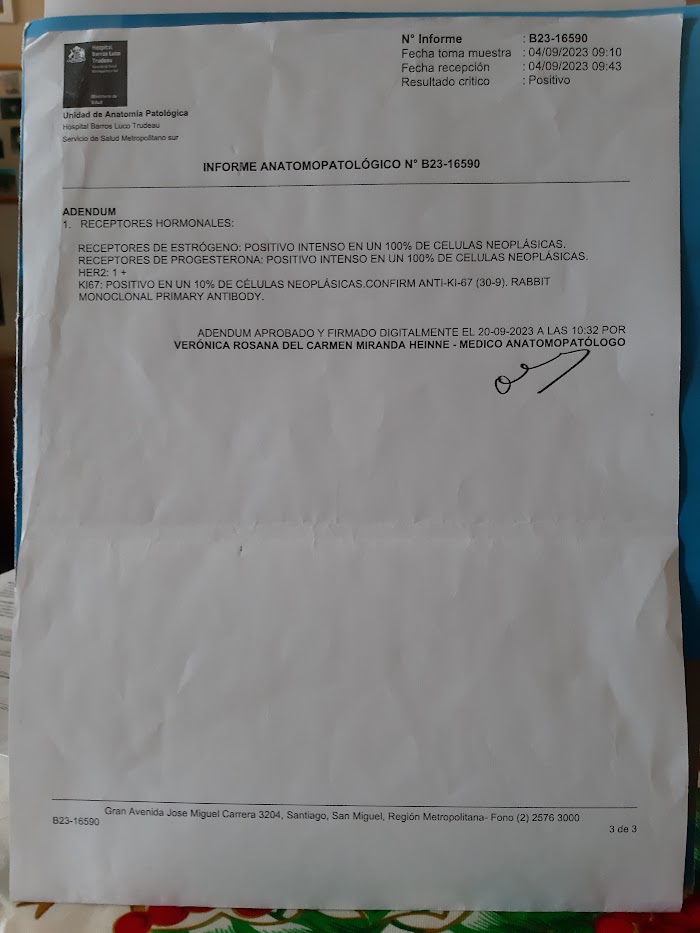 Hospital
Barros Luco
Trudeau
Ministerio de
Salud
Unidad de Anatomía Patológica
Hospital Barros Luco Trudeau
Servicio de Salud Metropolitano sur
N° Informe : B23-16590
Fecha toma muestra : 04/09/2023 09:10
Fecha recepción : 04/09/2023 09:43
Resultado crítico : Positivo
INFORME ANATOMOPATOLÓGICO N° B23-16590
ADENDUM
1. RECEPTORES HORMONALES:
RECEPTORES DE ESTRÓGENO: POSITIVO INTENSO EN UN 100% DE CELULAS NEOPLÁSICAS.
RECEPTORES DE PROGESTERONA: POSITIVO INTENSO EN UN 100% DE CELULAS NEOPLÁSICAS.
HER2: 1 +
KI67: POSITIVO EN UN 10% DE CÉLULAS NEOPLÁSICAS.CONFIRM ANTI-KI-67 (30-9), RABBIT
MONOCLONAL PRIMARY ANTIBODY.
ADENDUM APROBADO Y FIRMADO DIGITALMENTE EL 20-09-2023 A LAS 10:32 POR
VERÓNICA ROSANA DEL CARMEN MIRANDA HEINNE - MEDICO ANATOMOPATÓLOGO
Gran Avenida Jose Miguel Carrera 3204, Santiago, San Miguel, Región Metropolitana- Fono (2) 2576 3000
B23-16590
3 de 3